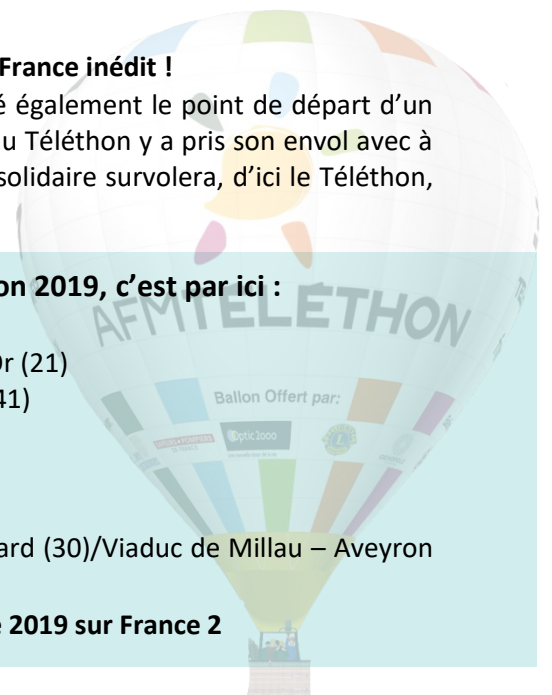 France inédit !
également le point de départ d'un
u Téléthon y a pris son envol avec à
solidaire survolera, d'ici le Téléthon,
on 2019, c'est par ici :
AFMTELETHON
r (21)
41)
Ballon Offert par:
Optic 2000
ard (30)/Viaduc de Millau – Aveyron
2019 sur France 2